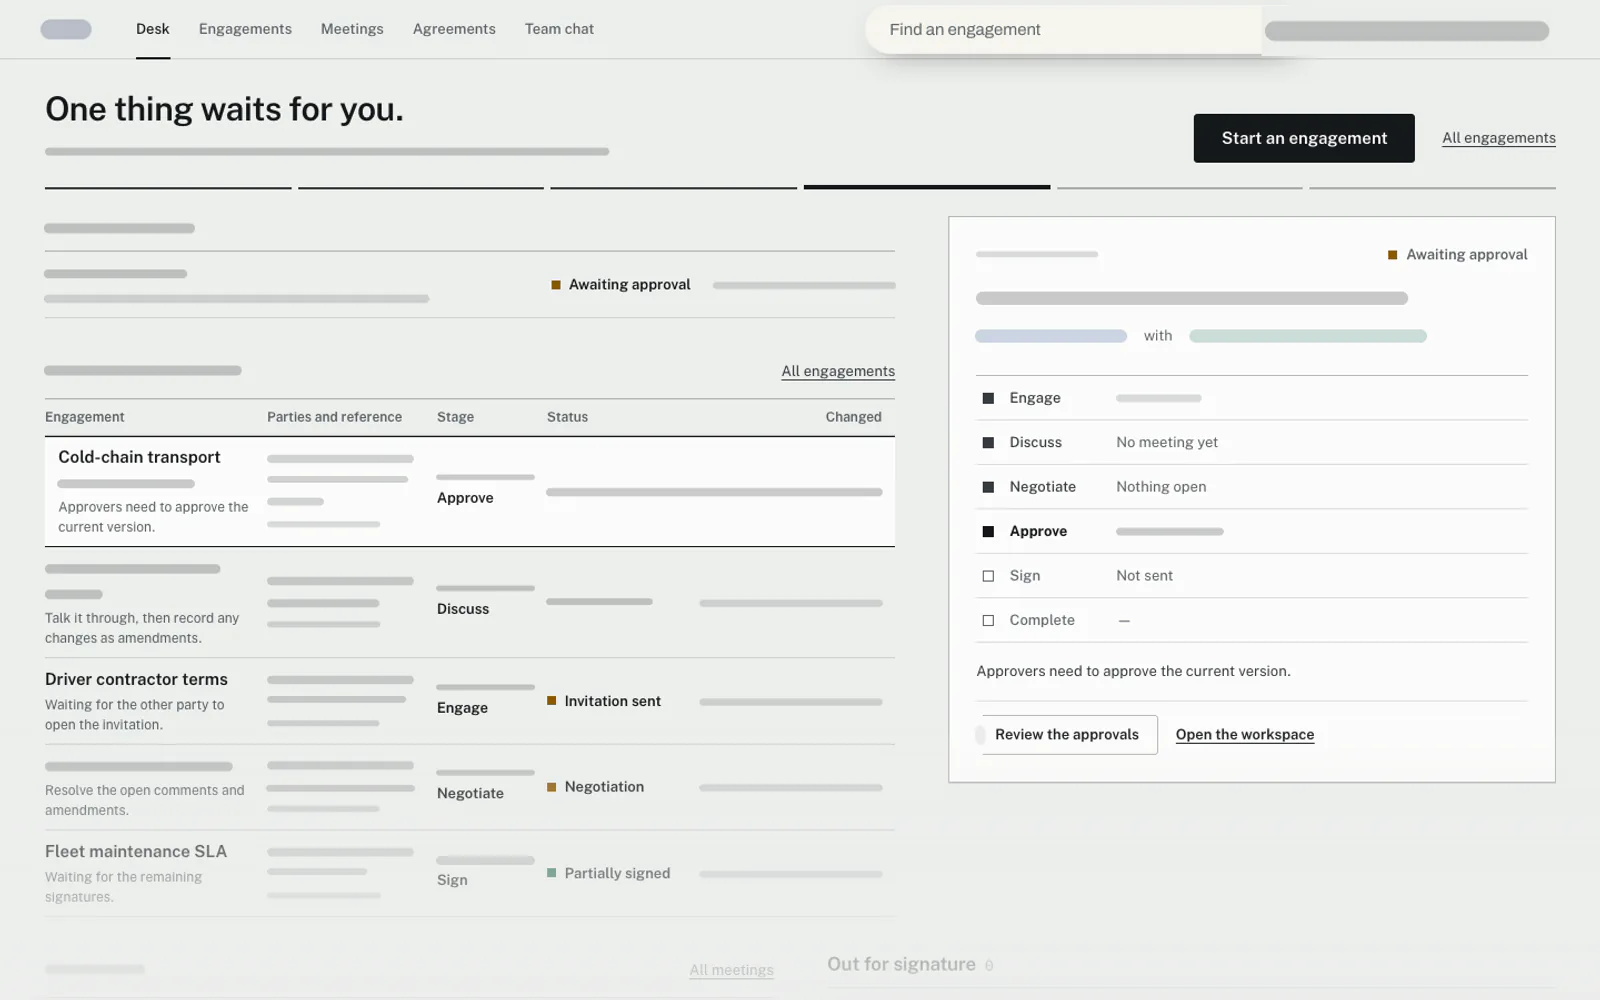 Desk
Engagements
Meetings
Agreements
Team chat
Find an engagement
One thing waits for you.
Start an engagement
All engagements
Awaiting approval
All engagements
Engagement
Parties and reference
Stage
Status
Changed
Cold-chain transport
Approvers need to approve the
current version.
Approve
Talk it through, then record any
changes as amendments.
Discuss
Driver contractor terms
Waiting for the other party to
open the invitation.
Engage
Invitation sent
Resolve the open comments and
amendments.
Negotiate
Negotiation
Fleet maintenance SLA
Waiting for the remaining
signatures.
Sign
Partially signed
All meetings
Awaiting approval
with
Engage
Discuss
No meeting yet
Negotiate
Nothing open
Approve
Sign
Not sent
Complete
—
Approvers need to approve the current version.
Review the approvals
Open the workspace
Out for signature